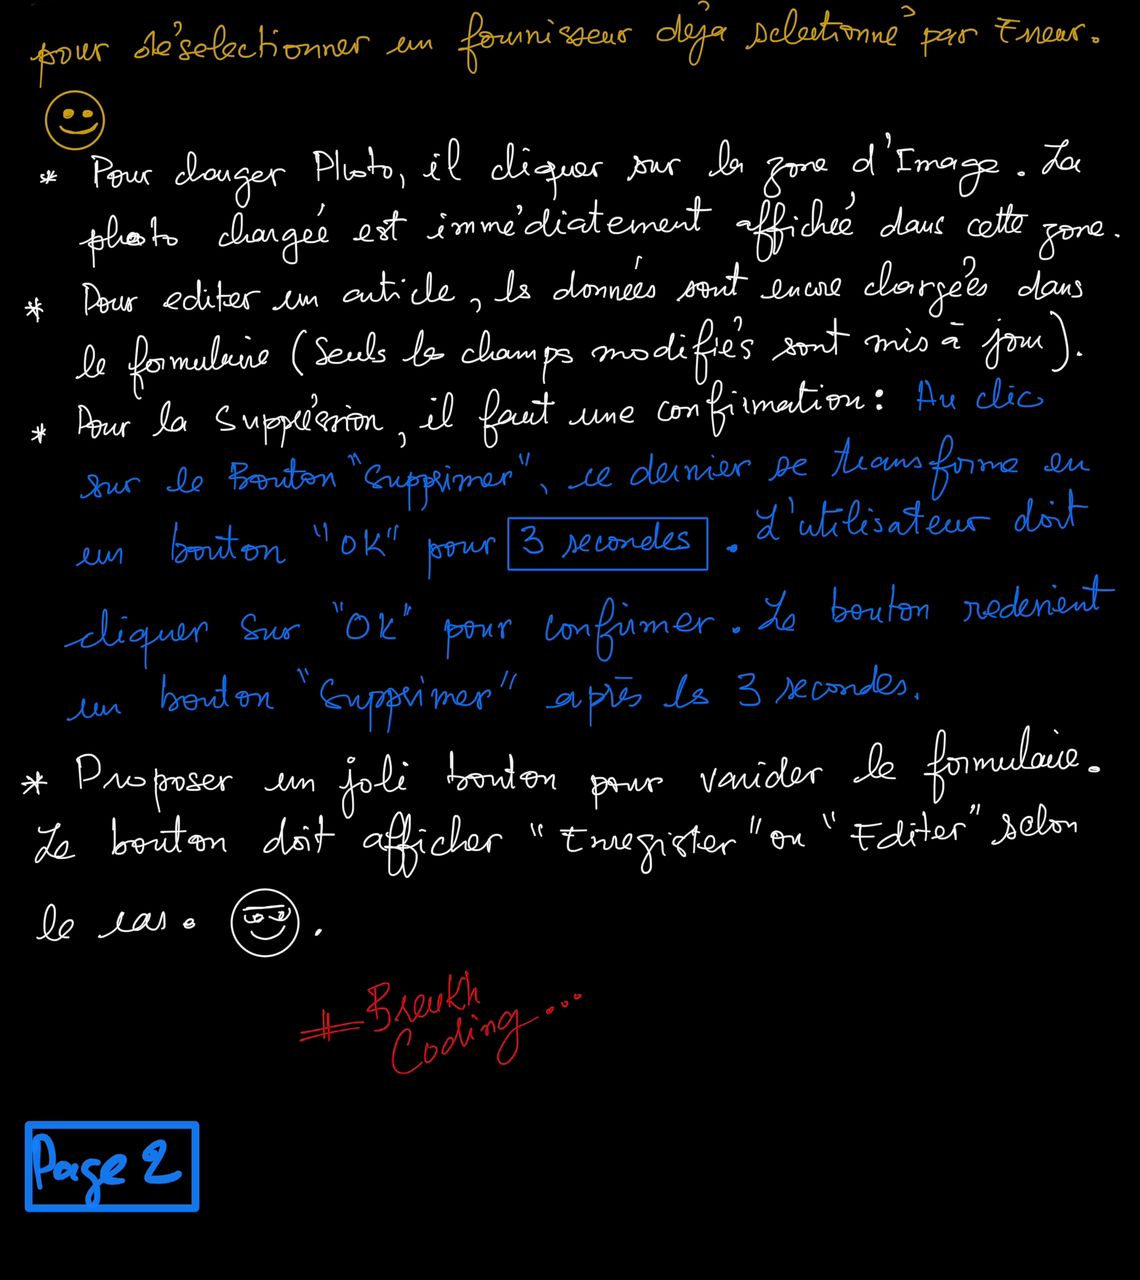 pour désélectionner un fournisseur déjà sélectionné par Erreur.
* Pour charger Photo, il cliquer sur la zone d'Image. La
photo chargée est immédiatement affichée dans cette zone.
* Pour editer un article, les données sont encore chargées dans
le formulaire (Seuls les champs modifiés sont mis à jour).
* Pour la Suppréssion, il faut une confirmation: Au clic
sur le Bouton "Supprimer", ce dernier se transforme en
un bouton "OK" pour 3 secondes. L'utilisateur doit
cliquer sur "OK" pour confirmer. Le bouton redevient
un bouton "Supprimer" après les 3 secondes.
* Proposer un joli bouton pour valider le formulaire.
Le bouton doit afficher "Enregister" ou "Editer" selon
le cas.
# Breukh
Coding...
Page 2